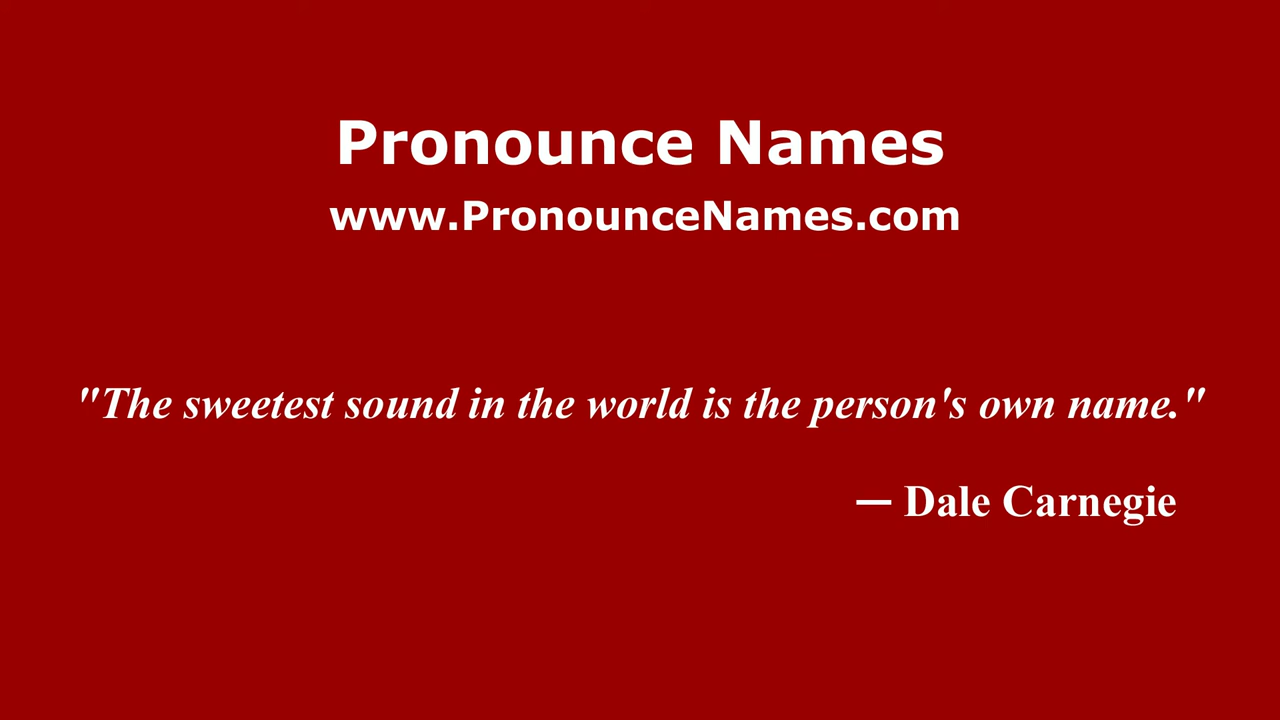 Pronounce Names
www.PronounceNames.com
"The sweetest sound in the world is the person's own name."
— Dale Carnegie